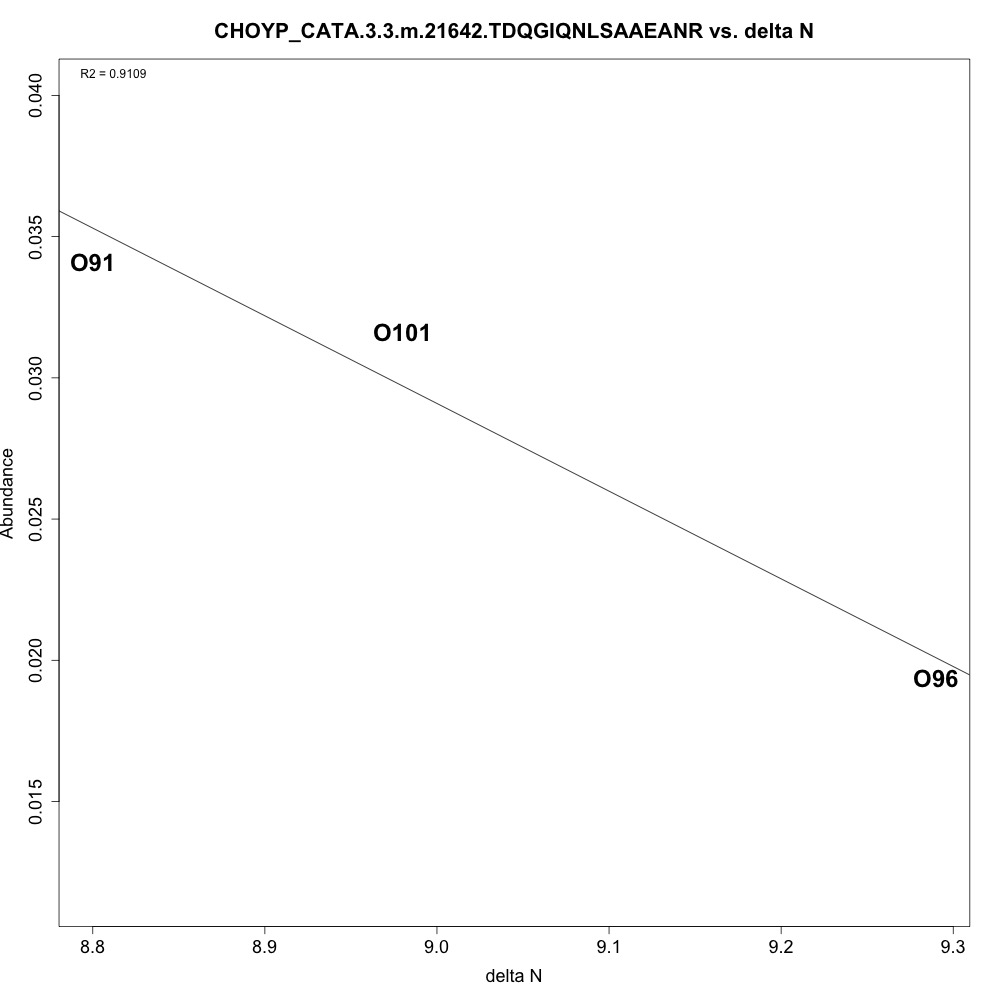 CHOYP_CATA.3.3.m.21642.TDQGIQNLSAAEANR vs. delta N
R2 = 0.9109
0.040
0.035
O91
O101
0.030
Abundance
0.025
0.020
O96
0.015
8.8 8.9 9.0 9.1 9.2 9.3
delta N